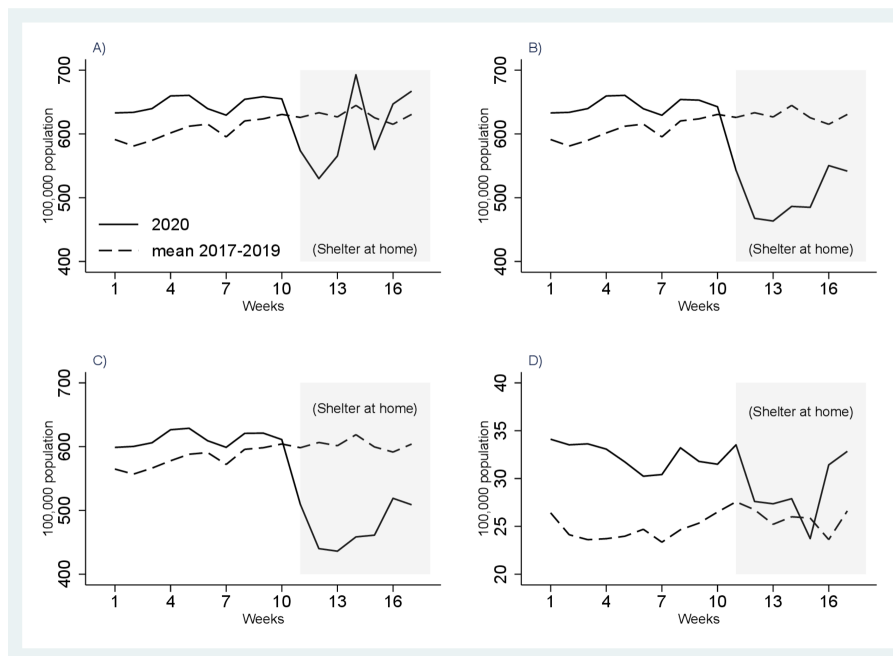 A)
100,000 population
700
600
500
400
2020
mean 2017-2019
(Shelter at home)
1 4 7 10 13 16
Weeks
B)
100,000 population
700
600
500
400
(Shelter at home)
1 4 7 10 13 16
Weeks
C)
100,000 population
700
600
500
400
(Shelter at home)
1 4 7 10 13 16
Weeks
D)
100,000 population
40
35
30
25
20
(Shelter at home)
1 4 7 10 13 16
Weeks